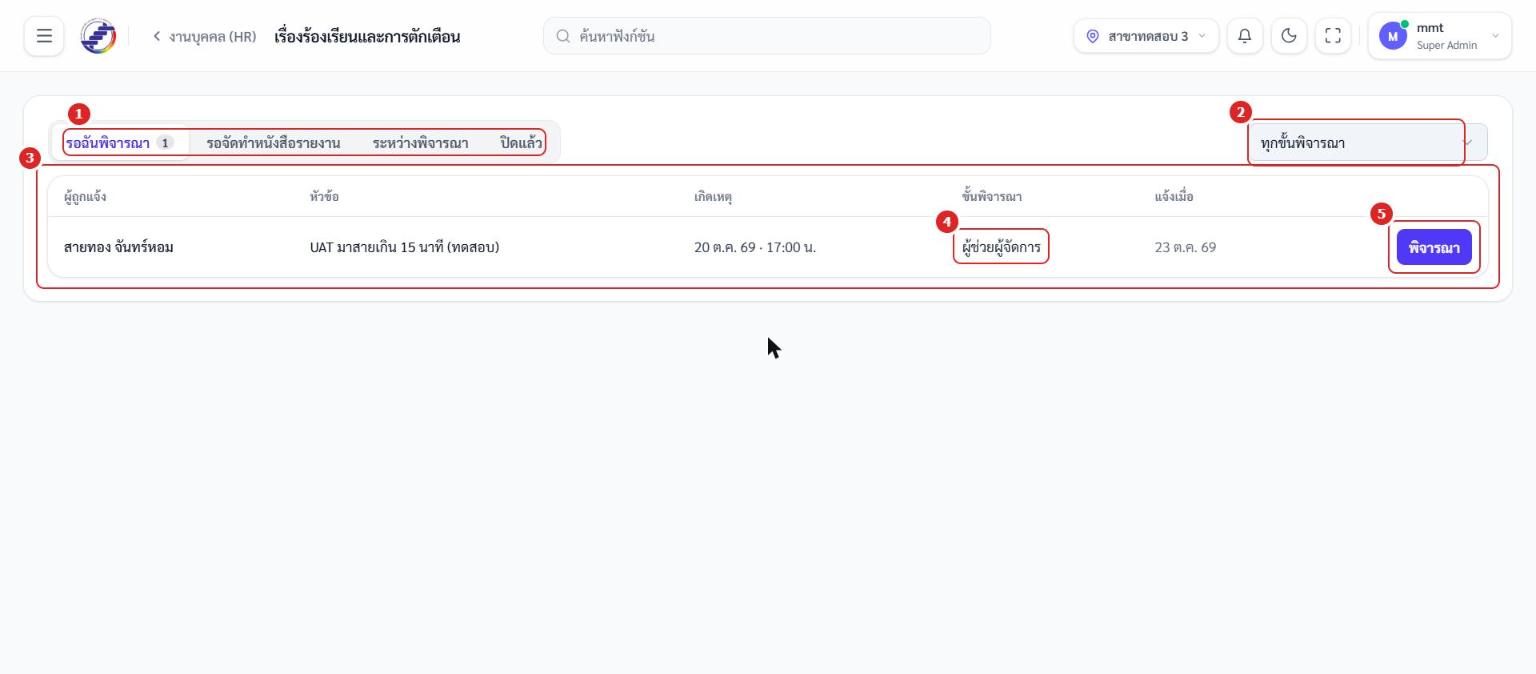 งานบุคคล (HR) เรื่องร้องเรียนและการตักเตือน ค้นหาฟังก์ชัน สาขาทดสอบ 3 M mmt
Super Admin
1 2
รออันพิจารณา 1 รอจัดทำหนังสือรายงาน ระหว่างพิจารณา ปิดแล้ว ทุกขั้นพิจารณา
3
ผู้ถูกแจ้ง หัวข้อ เกิดเหตุ ขั้นพิจารณา แจ้งเมื่อ
4 5
สายทอง จันทร์หอม UAT มาสายเกิน 15 นาที (ทดสอบ) 20 ต.ค. 69 · 17:00 น. ผู้ช่วยผู้จัดการ 23 ต.ค. 69 พิจารณา